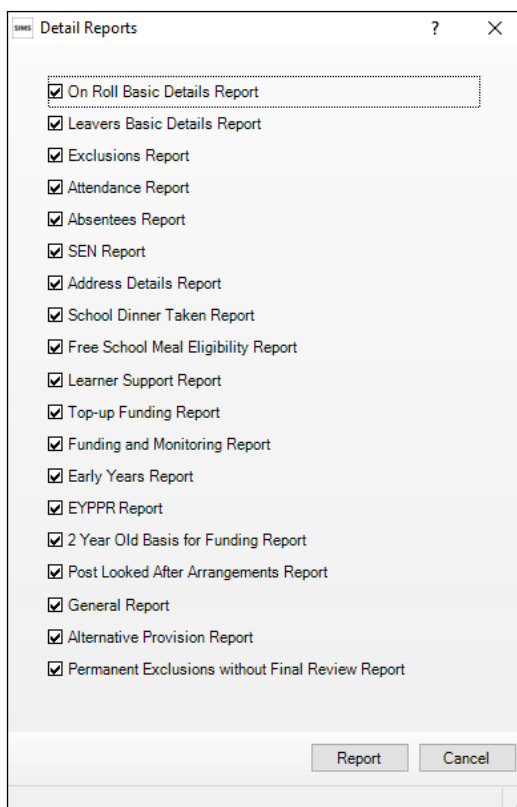 SIMS Detail Reports ?
On Roll Basic Details Report
Leavers Basic Details Report
Exclusions Report
Attendance Report
Absentees Report
SEN Report
Address Details Report
School Dinner Taken Report
Free School Meal Eligibility Report
Learner Support Report
Top-up Funding Report
Funding and Monitoring Report
Early Years Report
EYPPR Report
2 Year Old Basis for Funding Report
Post Looked After Arrangements Report
General Report
Alternative Provision Report
Permanent Exclusions without Final Review Report
Report Cancel